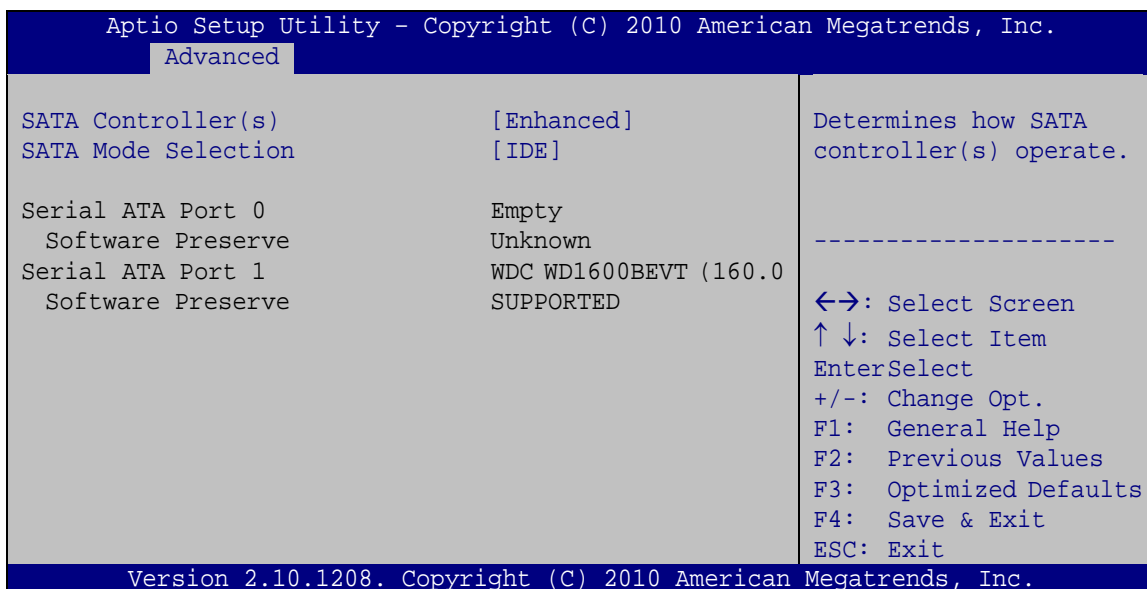 Aptio Setup Utility – Copyright (C) 2010 American Megatrends, Inc.
Advanced
SATA Controller(s) [Enhanced]
SATA Mode Selection [IDE]
Serial ATA Port 0 Empty
Software Preserve Unknown
Serial ATA Port 1 WDC WD1600BEVT (160.0
Software Preserve SUPPORTED
Determines how SATA
controller(s) operate.
---------------------
←→: Select Screen
↑ ↓: Select Item
EnterSelect
+/-: Change Opt.
F1: General Help
F2: Previous Values
F3: Optimized Defaults
F4: Save & Exit
ESC: Exit
Version 2.10.1208. Copyright (C) 2010 American Megatrends, Inc.